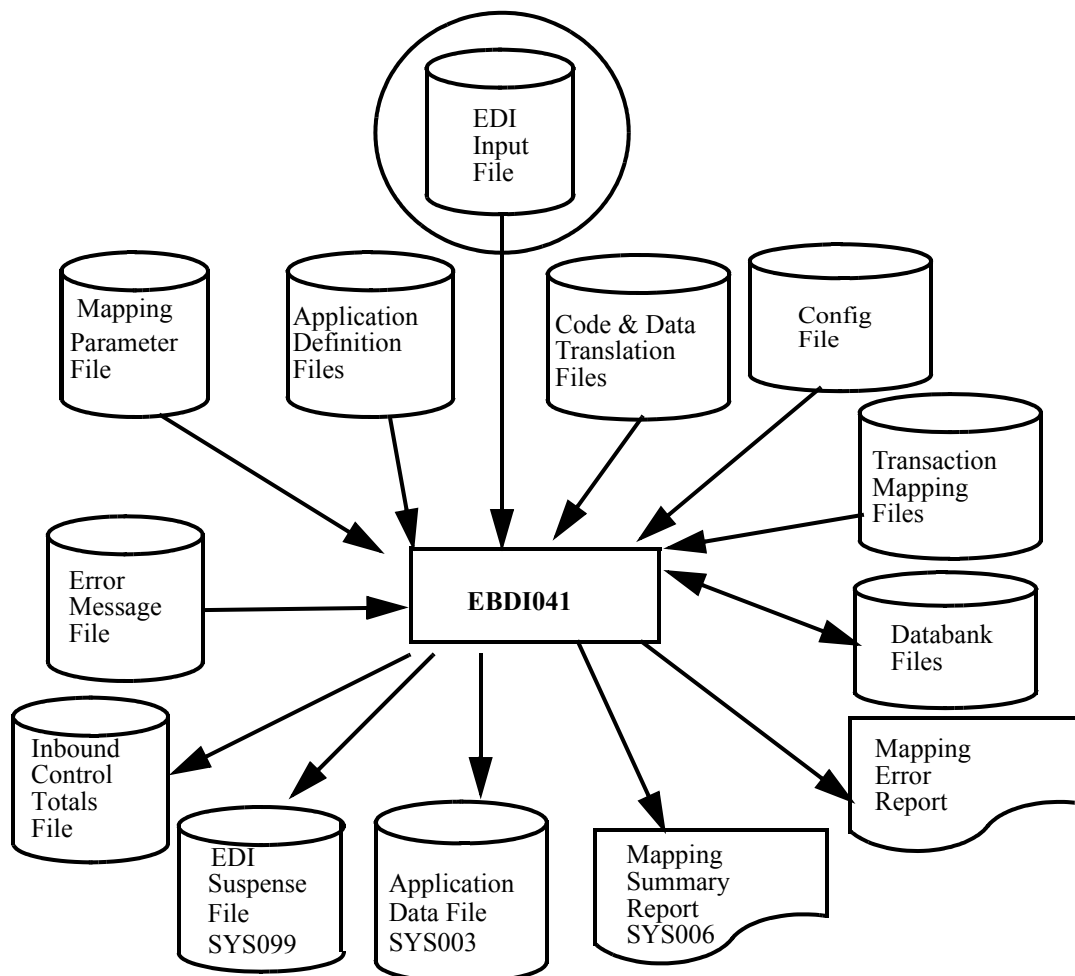 EDI
Input
File
Mapping
Parameter
File
Application
Definition
Files
Code & Data
Translation
Files
Config
File
Transaction
Mapping
Files
Error
Message
File
EBDI041
Databank
Files
Inbound
Control
Totals
File
EDI
Suspense
File
SYS099
Application
Data File
SYS003
Mapping
Summary
Report
SYS006
Mapping
Error
Report